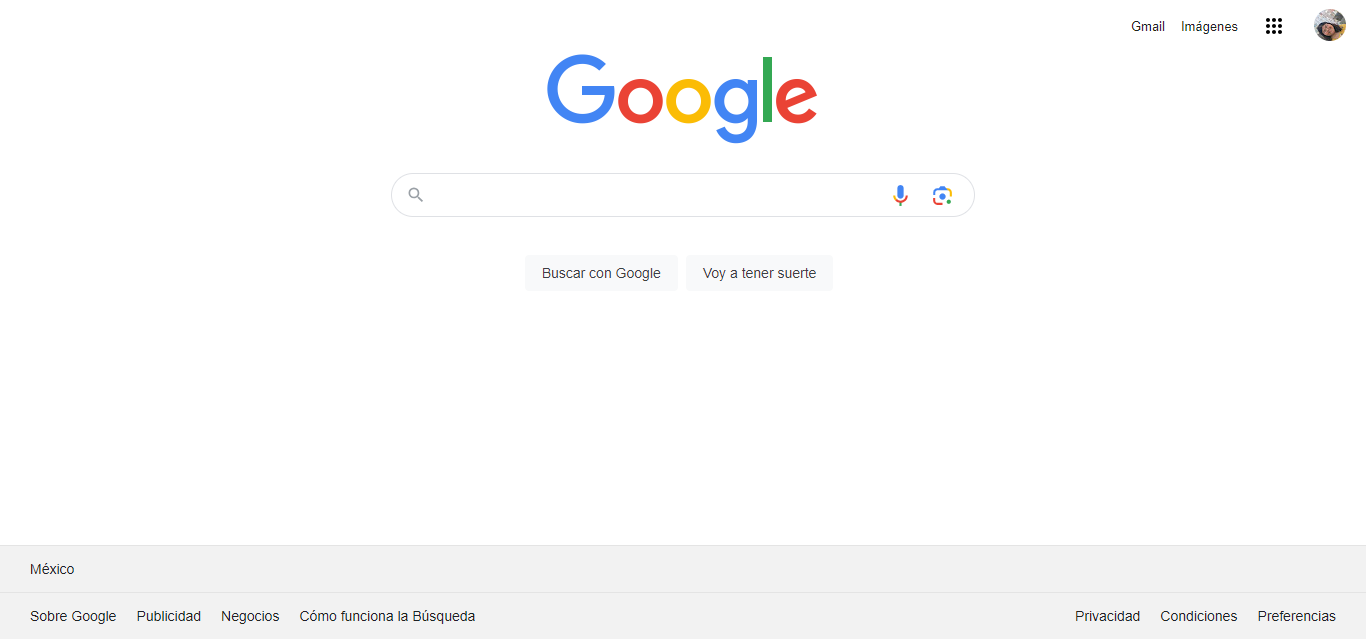 Gmail Imágenes
Google
Buscar con Google Voy a tener suerte
México
Sobre Google Publicidad Negocios Cómo funciona la Búsqueda Privacidad Condiciones Preferencias